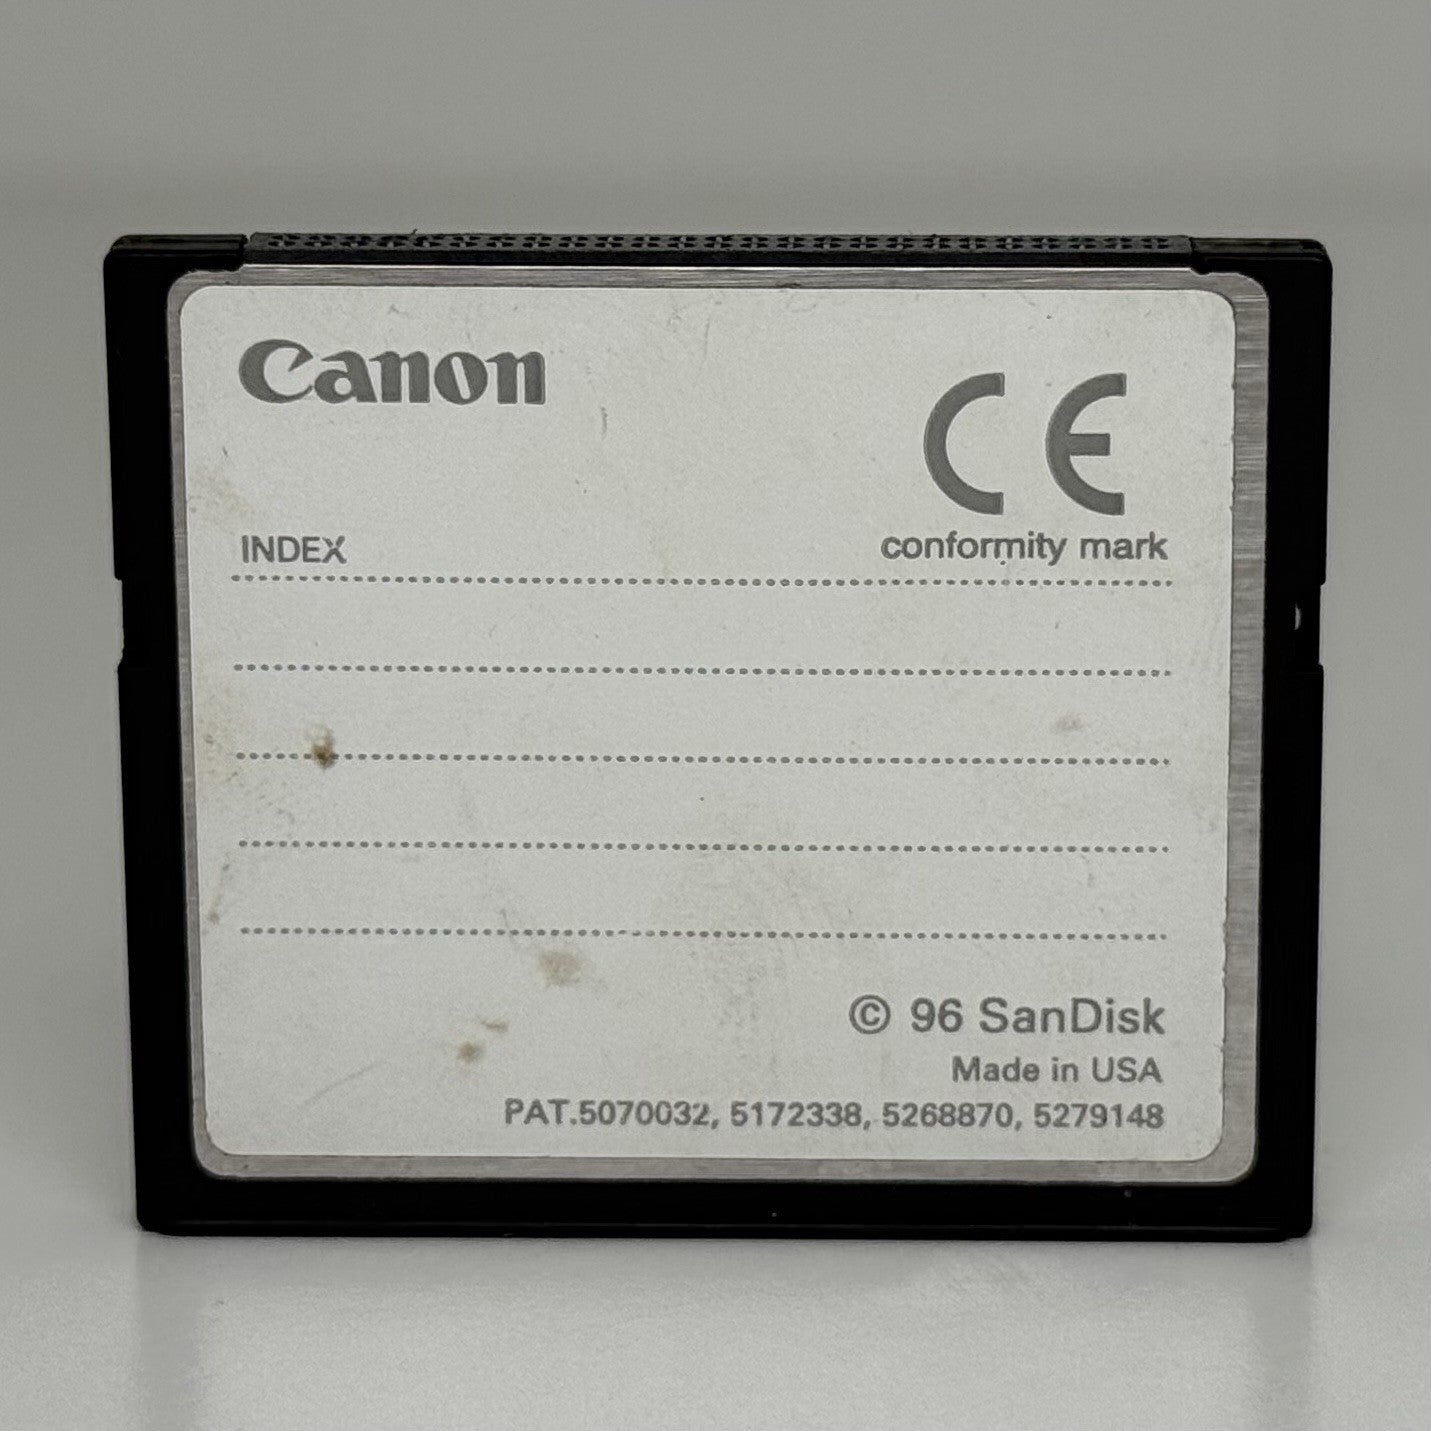 Canon
CE
INDEX
conformity mark
© 96 SanDisk
Made in USA
PAT.5070032, 5172338, 5268870, 5279148